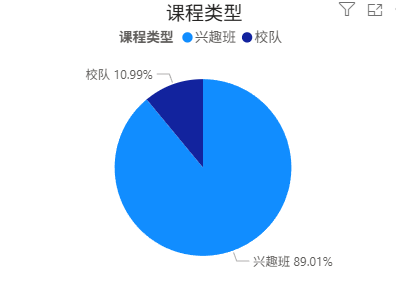 课程类型
课程类型 兴趣班 校队
校队 10.99%
兴趣班 89.01%